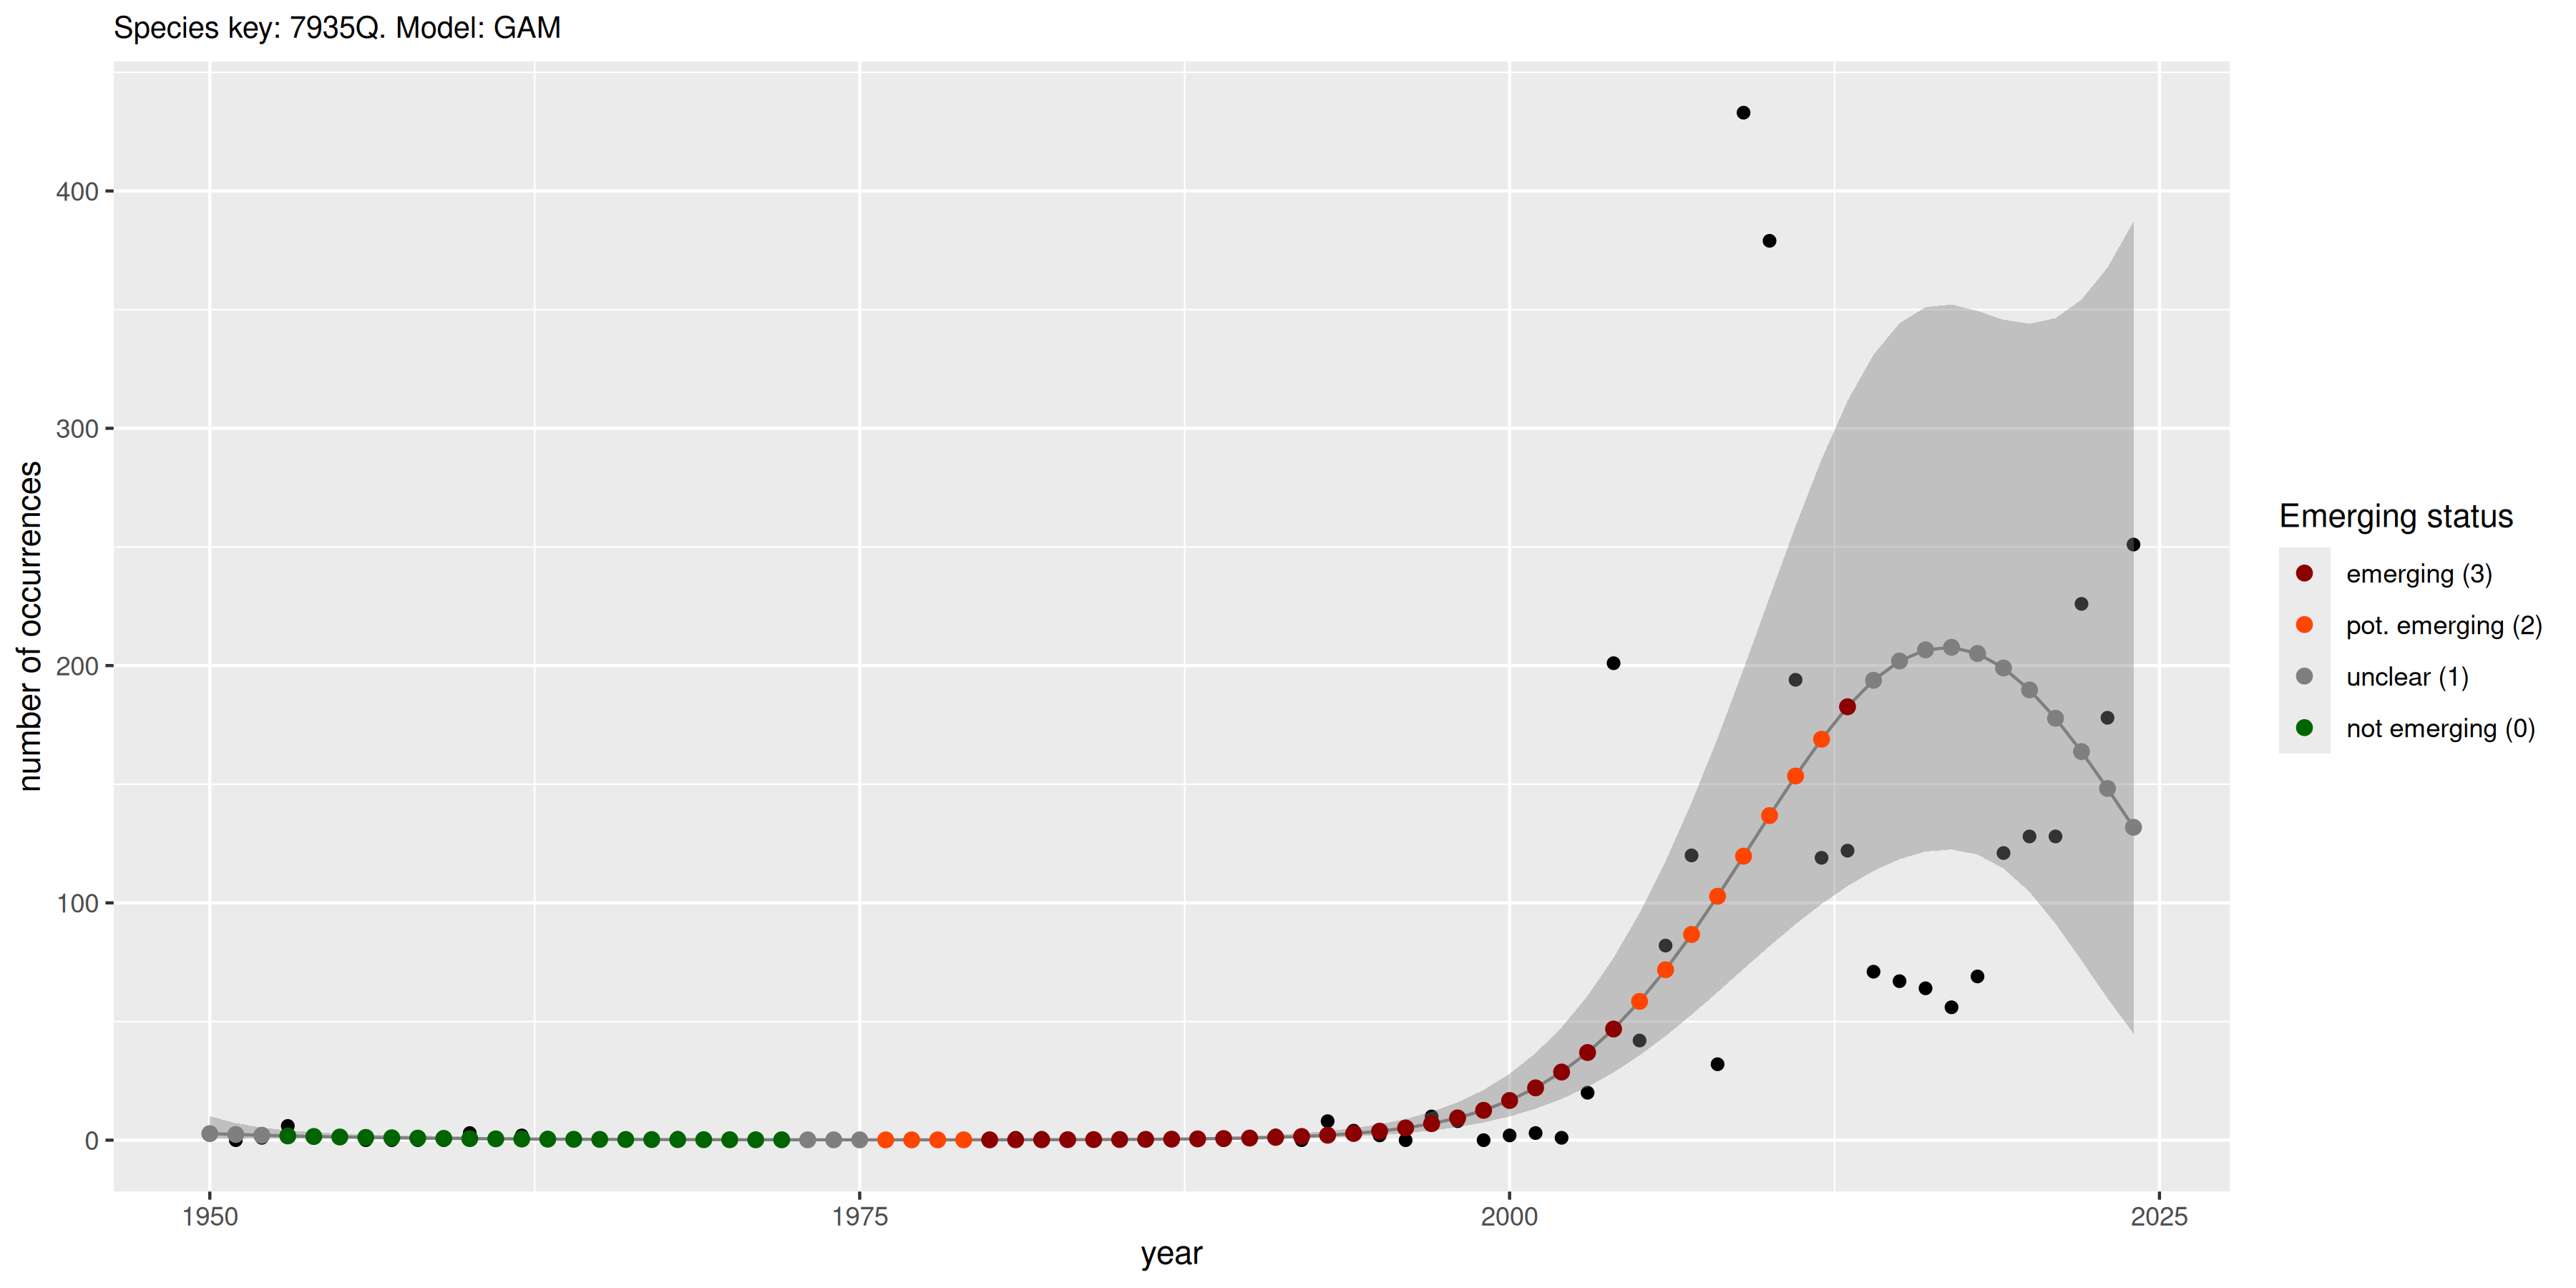 Species key: 7935Q. Model: GAM
400
300
200
100
0
number of occurrences
1950
1975
2000
2025
year
Emerging status
emerging (3)
pot. emerging (2)
unclear (1)
not emerging (0)